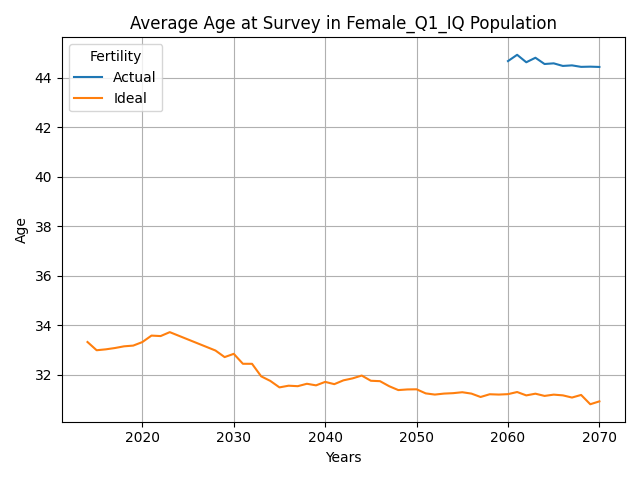 Average Age at Survey in Female_Q1_IQ Population
Fertility
Actual
Ideal
Age
44
42
40
38
36
34
32
2020
2030
2040
2050
2060
2070
Years